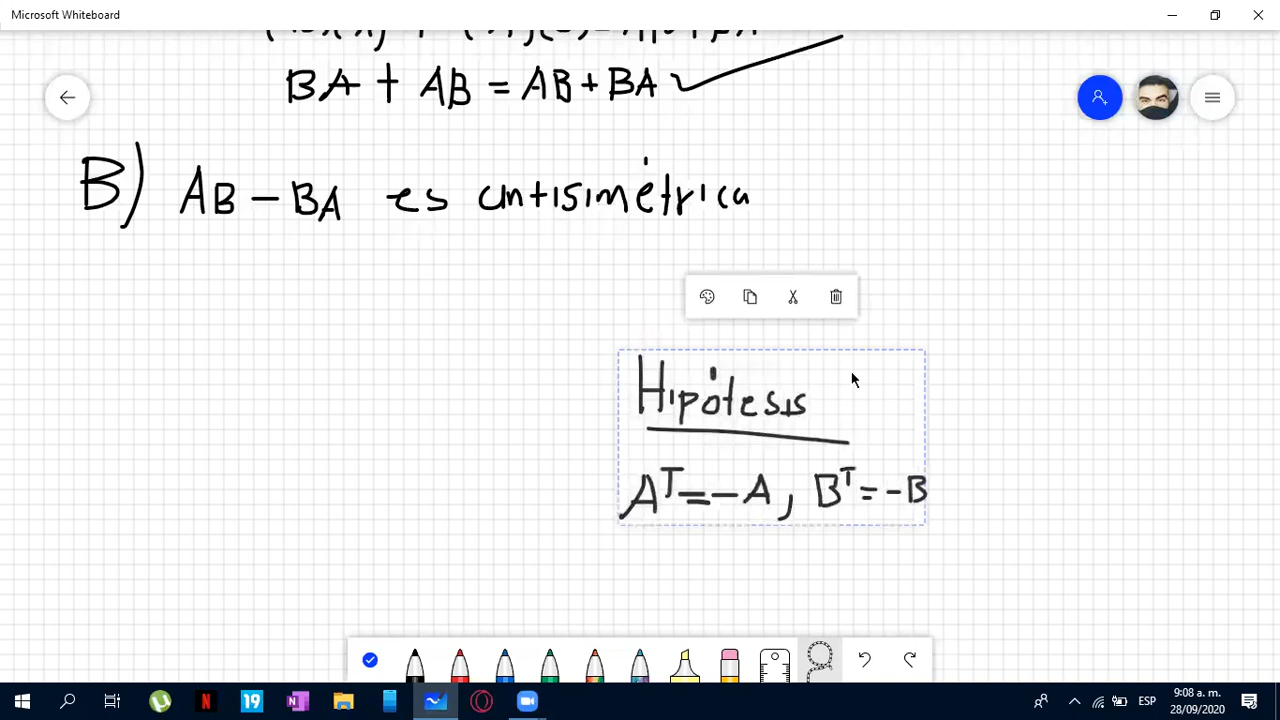 Microsoft Whiteboard
BA + AB = AB + BA
B) AB - BA es antisimétrica
Hipótesis
Aᵀ = -A, Bᵀ = -B
19
ESP
9:08 a. m.
28/09/2020